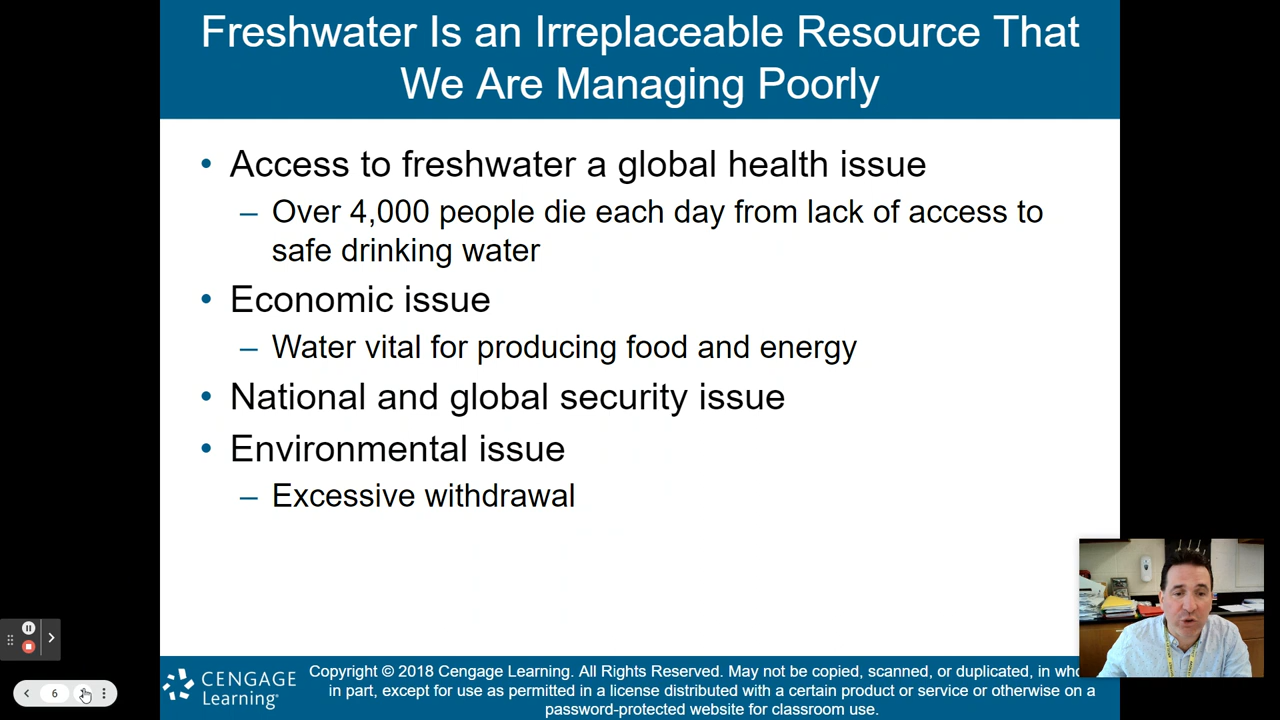 Freshwater Is an Irreplaceable Resource That
We Are Managing Poorly
• Access to freshwater a global health issue
– Over 4,000 people die each day from lack of access to
safe drinking water
• Economic issue
– Water vital for producing food and energy
• National and global security issue
• Environmental issue
– Excessive withdrawal
6
CENGAGE
Learning®
Copyright © 2018 Cengage Learning. All Rights Reserved. May not be copied, scanned, or duplicated, in
in part, except for use as permitted in a license distributed with a certain product or service or otherwise on a
password-protected website for classroom use.